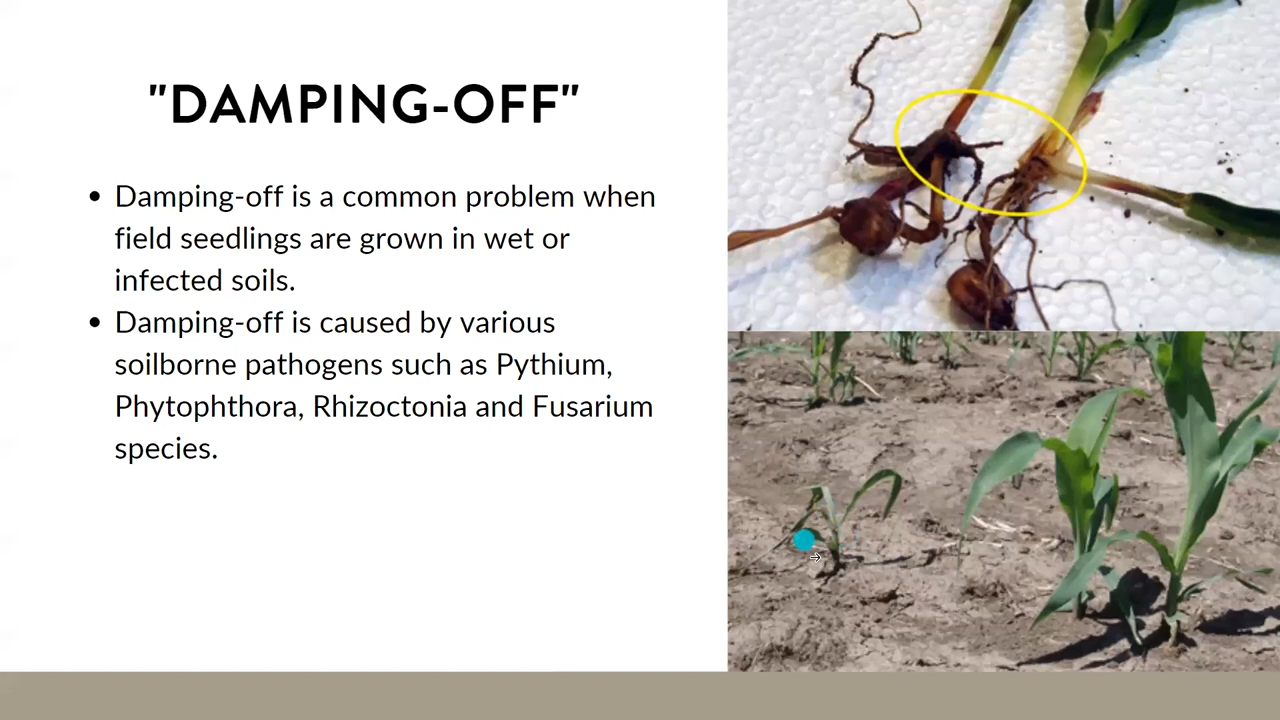 "DAMPING-OFF"
• Damping-off is a common problem when
field seedlings are grown in wet or
infected soils.
• Damping-off is caused by various
soilborne pathogens such as Pythium,
Phytophthora, Rhizoctonia and Fusarium
species.